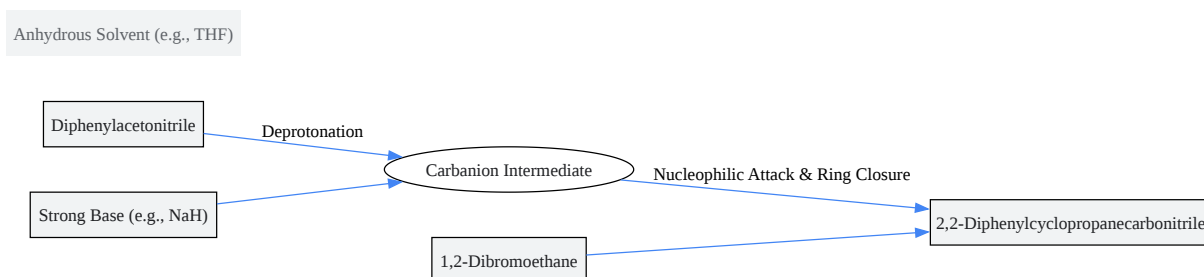 Anhydrous Solvent (e.g., THF)
Diphenylacetonitrile
Deprotonation
Carbanion Intermediate
Nucleophilic Attack & Ring Closure
Strong Base (e.g., NaH)
2,2-Diphenylcyclopropanecarbonitrile
1,2-Dibromoethane